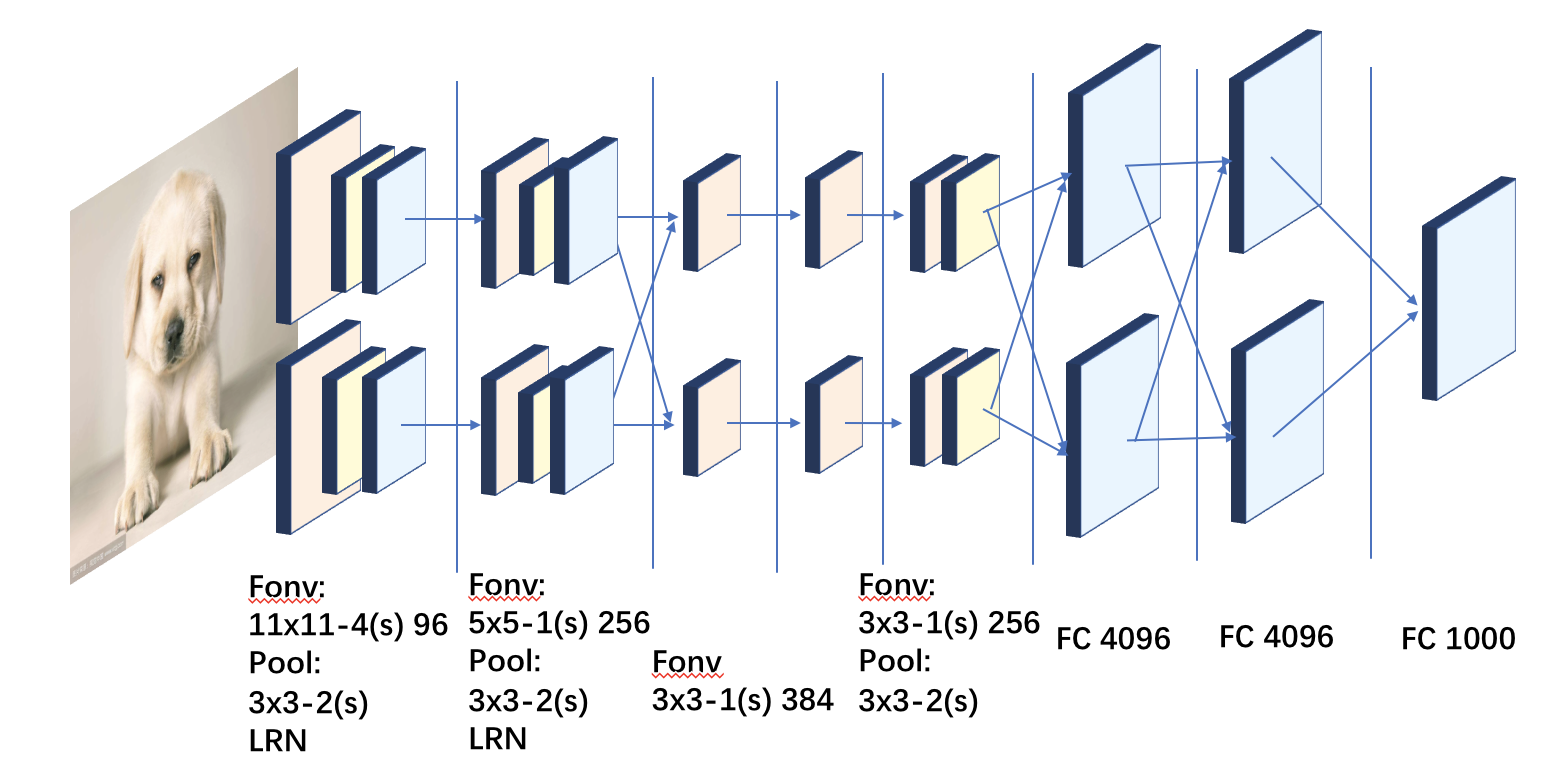 Fonv:
11x11-4(s) 96
Pool:
3x3-2(s)
LRN
Fonv:
5x5-1(s) 256
Pool:
3x3-2(s)
LRN
Fonv
3x3-1(s) 384
Fonv:
3x3-1(s) 256
Pool:
3x3-2(s)
FC 4096
FC 4096
FC 1000